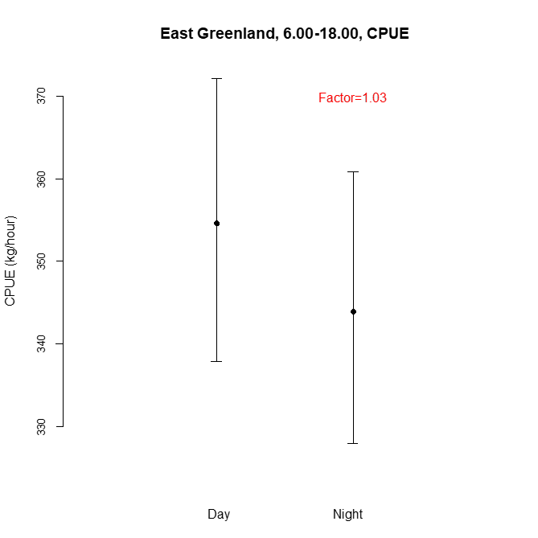 East Greenland, 6.00-18.00, CPUE
Factor=1.03
CPUE (kg/hour)
370
360
350
340
330
Day
Night